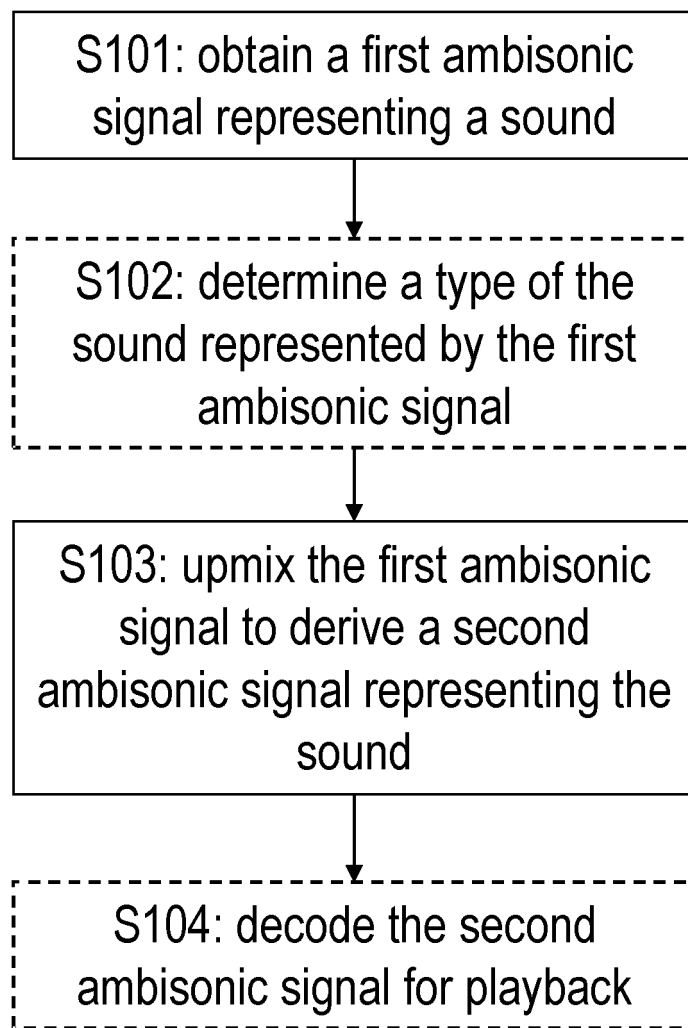 S101: obtain a first ambisonic
signal representing a sound
S102: determine a type of the
sound represented by the first
ambisonic signal
S103: upmix the first ambisonic
signal to derive a second
ambisonic signal representing the
sound
S104: decode the second
ambisonic signal for playback